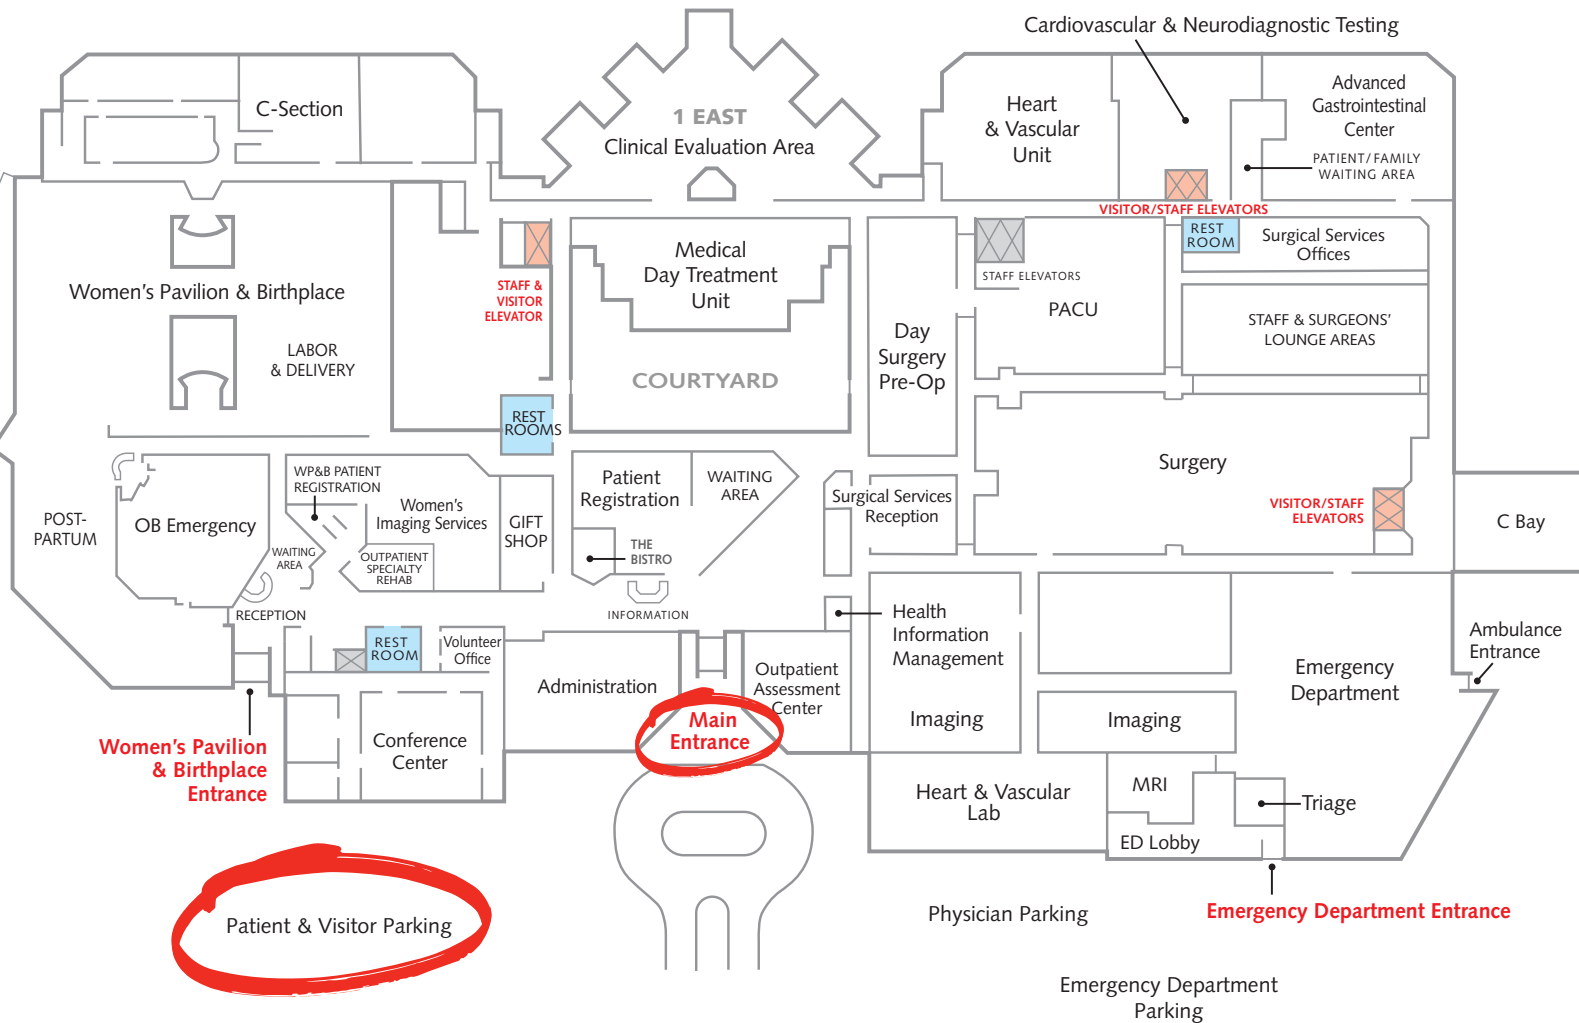 Cardiovascular & Neurodiagnostic Testing
C-Section
1 EAST
Clinical Evaluation Area
Heart
& Vascular
Unit
Advanced
Gastrointestinal
Center
PATIENT/FAMILY
WAITING AREA
VISITOR/STAFF ELEVATORS
REST
ROOM
Surgical Services
Offices
Women's Pavilion & Birthplace
STAFF &
VISITOR
ELEVATOR
Medical
Day Treatment
Unit
STAFF ELEVATORS
PACU
STAFF & SURGEONS'
LOUNGE AREAS
LABOR
& DELIVERY
COURTYARD
Day
Surgery
Pre-Op
REST
ROOMS
WP&B PATIENT
REGISTRATION
Women's
Imaging Services
Patient
Registration
WAITING
AREA
Surgical Services
Reception
Surgery
VISITOR/STAFF
ELEVATORS
C Bay
POST-
PARTUM
OB Emergency
WAITING
AREA
OUTPATIENT
SPECIALTY
REHAB
GIFT
SHOP
THE
BISTRO
RECEPTION
INFORMATION
Health
Information
Management
REST
ROOM
Volunteer
Office
Administration
Outpatient
Assessment
Center
Imaging
Imaging
Emergency
Department
Ambulance
Entrance
Main
Entrance
Women's Pavilion
& Birthplace
Entrance
Conference
Center
Heart & Vascular
Lab
MRI
Triage
ED Lobby
Patient & Visitor Parking
Physician Parking
Emergency Department Entrance
Emergency Department
Parking